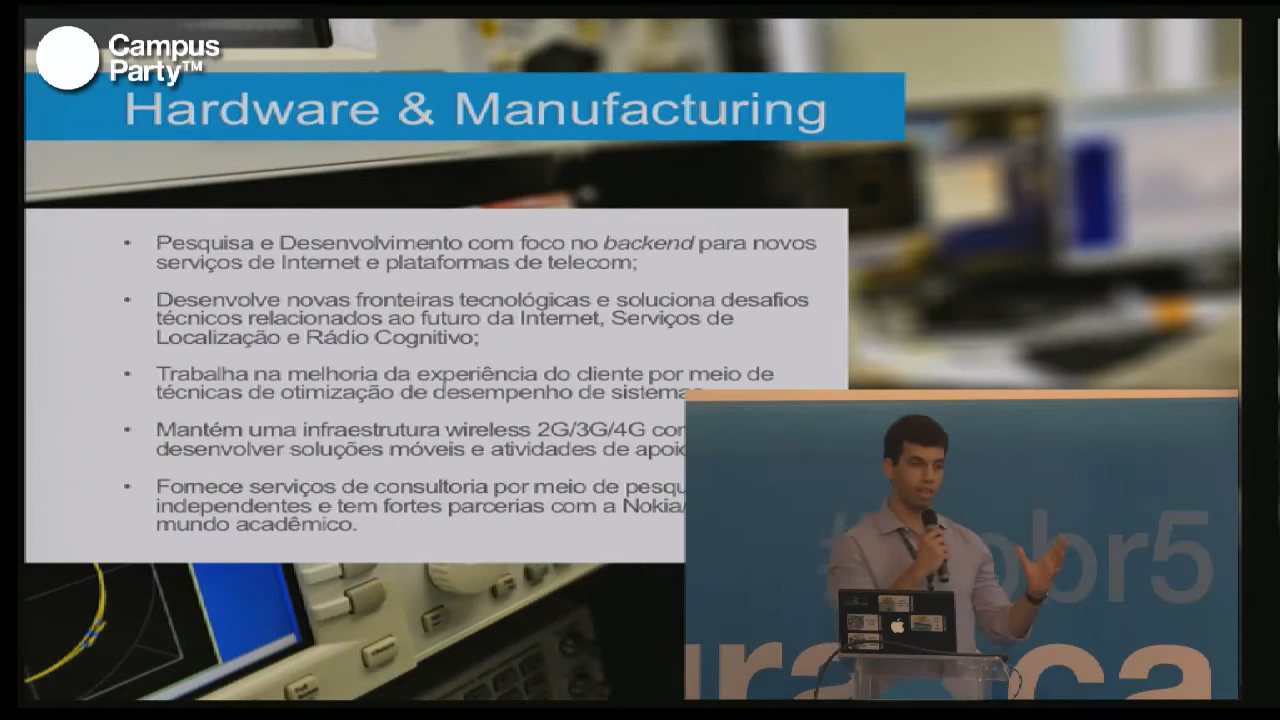 Campus
Party™
Hardware & Manufacturing
• Pesquisa e Desenvolvimento com foco no backend para novos
serviços de Internet e plataformas de telecom;
• Desenvolve novas fronteiras tecnológicas e soluciona desafios
técnicos relacionados ao futuro da Internet, Serviços de
Localização e Rádio Cognitivo;
• Trabalha na melhoria da experiência do cliente por meio de
técnicas de otimização de desempenho de sistemas
• Mantém uma infraestrutura wireless 2G/3G/4G
desenvolver soluções móveis e atividades de
• Fornece serviços de consultoria por meio de
independentes e tem fortes parcerias com a Nokia/
mundo acadêmico.